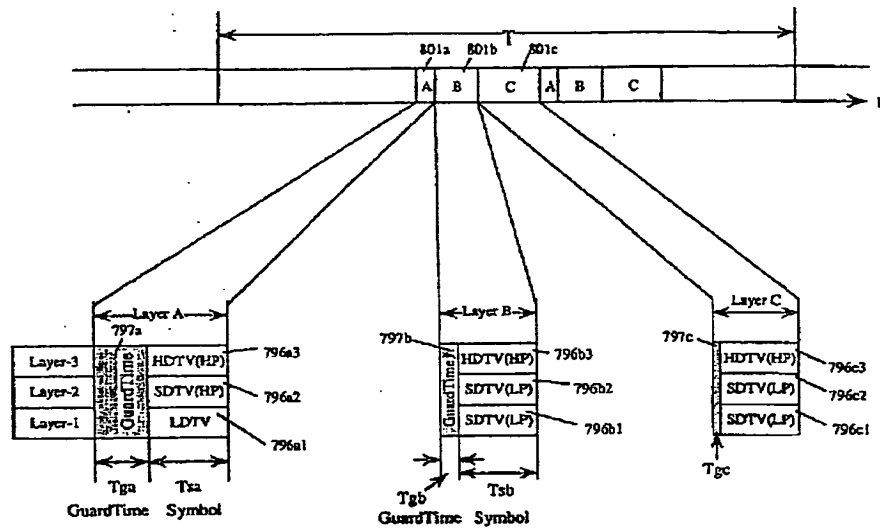 T
801a 801b 801c
A B C A B C
t
Layer A Layer B Layer C
797a 797b 797c
Layer-3 GuardTime HDTV(HP) 796a3 GuardTime HDTV(HP) 796b3 HDTV(HP) 796c3
Layer-2 SDTV(HP) 796a2 SDTV(LP) 796b2 SDTV(LP) 796c2
Layer-1 LDTV 796a1 SDTV(LP) 796b1 SDTV(LP) 796c1
Tga Tsa Tgb Tsb Tgc
GuardTime Symbol GuardTime Symbol